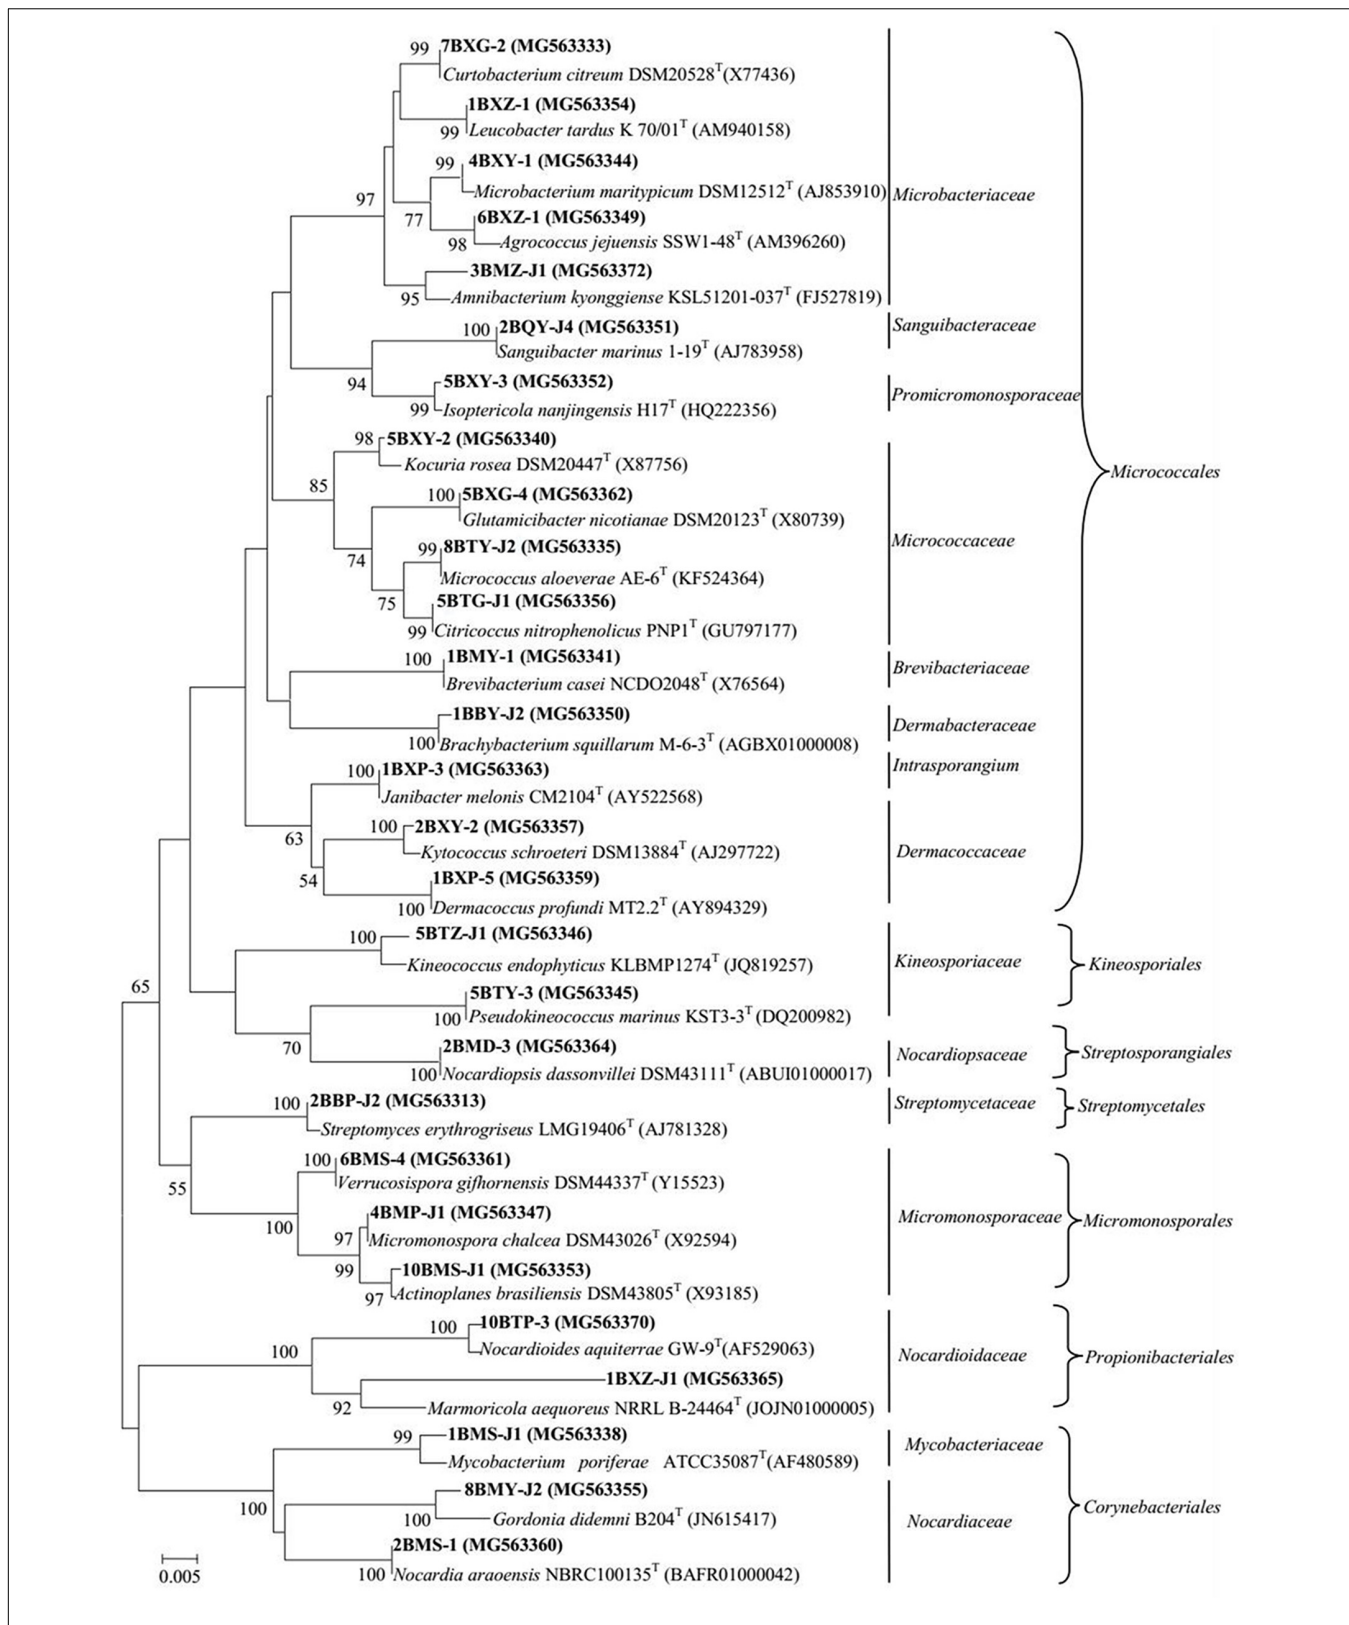 99 7BXG-2 (MG563333)
Curtobacterium citreum DSM20528T(X77436)
1BXZ-1 (MG563354)
99 Leucobacter tardus K 70/01T (AM940158)
99 4BXY-1 (MG563344)
Microbacterium maritypicum DSM12512T (AJ853910) Microbacteriaceae
97
77 6BXZ-1 (MG563349)
98 Agrococcus jejuensis SSW1-48T (AM396260)
3BMZ-J1 (MG563372)
95 Amnibacterium kyonggiense KSL51201-037T (FJ527819)
100 2BQY-J4 (MG563351) Sanguibacteraceae
Sanguibacter marinus 1-19T (AJ783958)
94 5BXY-3 (MG563352) Promicromonosporaceae
99 Isoptericola nanjingensis H17T (HQ222356)
98 5BXY-2 (MG563340)
Kocuria rosea DSM20447T (X87756) Micrococcales
85
100 5BXG-4 (MG563362)
Glutamicibacter nicotianae DSM20123T (X80739)
99 8BTY-J2 (MG563335) Micrococcaceae
74
Micrococcus aloeverae AE-6T (KF524364)
75 5BTG-J1 (MG563356)
99 Citricoccus nitrophenolicus PNP1T (GU797177)
100 1BMY-1 (MG563341) Brevibacteriaceae
Brevibacterium casei NCDO2048T (X76564)
1BBY-J2 (MG563350) Dermabacteraceae
100 Brachybacterium squillarum M-6-3T (AGBX01000008)
100 1BXP-3 (MG563363) Intrasporangium
Janibacter melonis CM2104T (AY522568)
63 100 2BXY-2 (MG563357)
Kytococcus schroeteri DSM13884T (AJ297722) Dermacoccaceae
54 1BXP-5 (MG563359)
100 Dermacoccus profundi MT2.2T (AY894329)
100 5BTZ-J1 (MG563346)
Kineococcus endophyticus KLBMP1274T (JQ819257) Kineosporiaceae Kineosporiales
65 5BTY-3 (MG563345)
100 Pseudokineococcus marinus KST3-3T (DQ200982)
70 2BMD-3 (MG563364) Nocardiopsaceae Streptosporangiales
100 Nocardiopsis dassonvillei DSM43111T (ABUI01000017)
100 2BBP-J2 (MG563313) Streptomycetaceae Streptomycetales
Streptomyces erythrogriseus LMG19406T (AJ781328)
100 6BMS-4 (MG563361)
55 Verrucosispora gifhornensis DSM44337T (Y15523)
100 4BMP-J1 (MG563347) Micromonosporaceae Micromonosporales
97 Micromonospora chalcea DSM43026T (X92594)
99 10BMS-J1 (MG563353)
97 Actinoplanes brasiliensis DSM43805T (X93185)
100 10BTP-3 (MG563370)
100 Nocardioides aquiterrae GW-9T(AF529063) Nocardioidaceae Propionibacteriales
1BXZ-J1 (MG563365)
92 Marmoricola aequoreus NRRL B-24464T (JOJN01000005)
99 1BMS-J1 (MG563338) Mycobacteriaceae
Mycobacterium poriferae ATCC35087T(AF480589)
8BMY-J2 (MG563355) Corynebacteriales
100 100 Gordonia didemni B204T (JN615417) Nocardiaceae
2BMS-1 (MG563360)
100 Nocardia araoensis NBRC100135T (BAFR01000042)
0.005